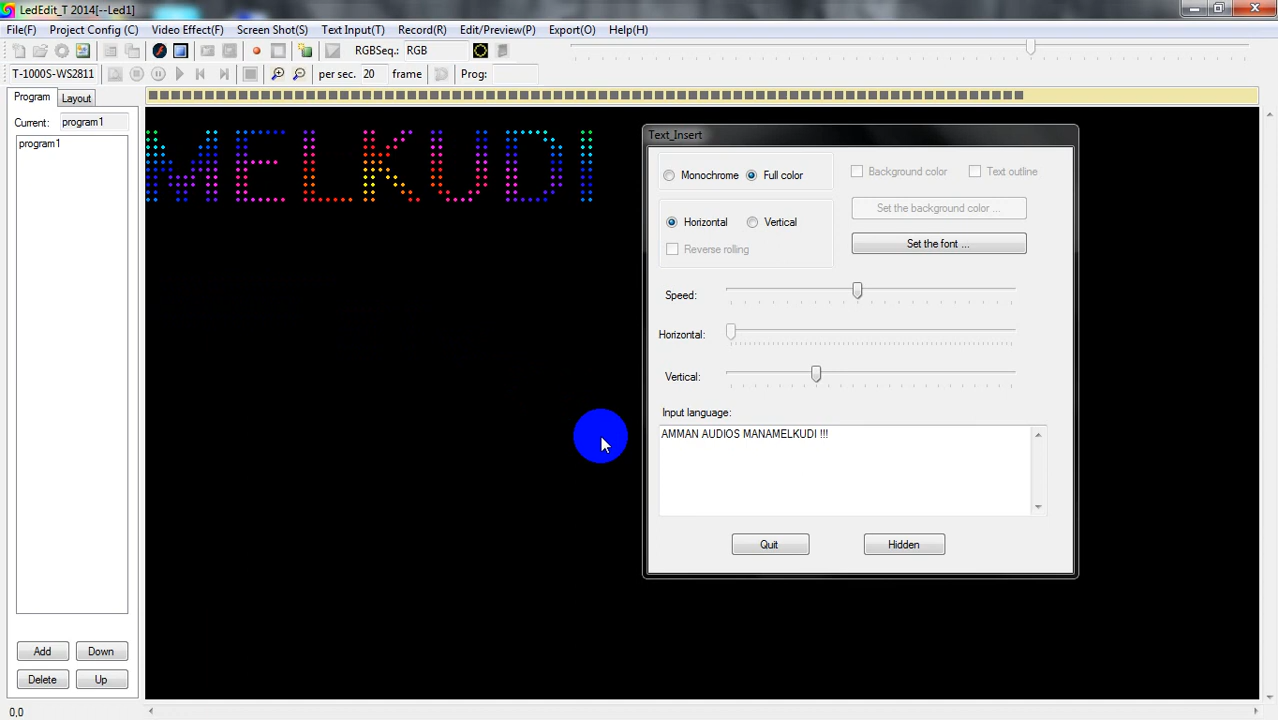 LedEdit_T 2014[--Led1]
File(F) Project Config (C) Video Effect(F) Screen Shot(S) Text Input(T) Record(R) Edit/Preview(P) Export(O) Help(H)
RGBSeq.: RGB
T-1000S-WS2811 per sec. 20 frame Prog:
Program Layout
Current: program1
program1
MELKUDI
Text_Insert
Monochrome Full color Background color Text outline
Set the background color ...
Horizontal Vertical
Set the font ...
Reverse rolling
Speed:
Horizontal:
Vertical:
Input language:
AMMAN AUDIOS MANAMELKUDI !!!
Quit Hidden
Add Down
Delete Up
0,0